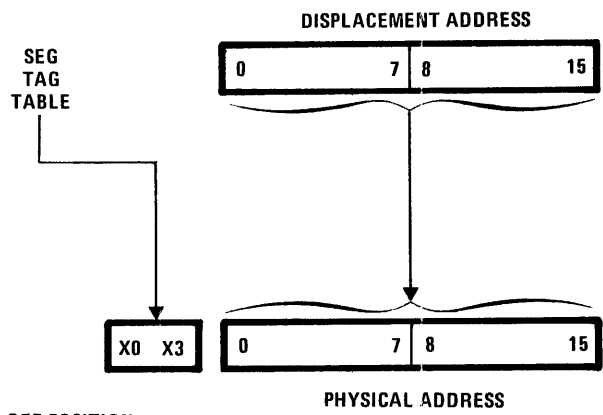 DISPLACEMENT ADDRESS
SEG
TAG
TABLE
0 7 8 15
X0 X3
0 7 8 15
PHYSICAL ADDRESS